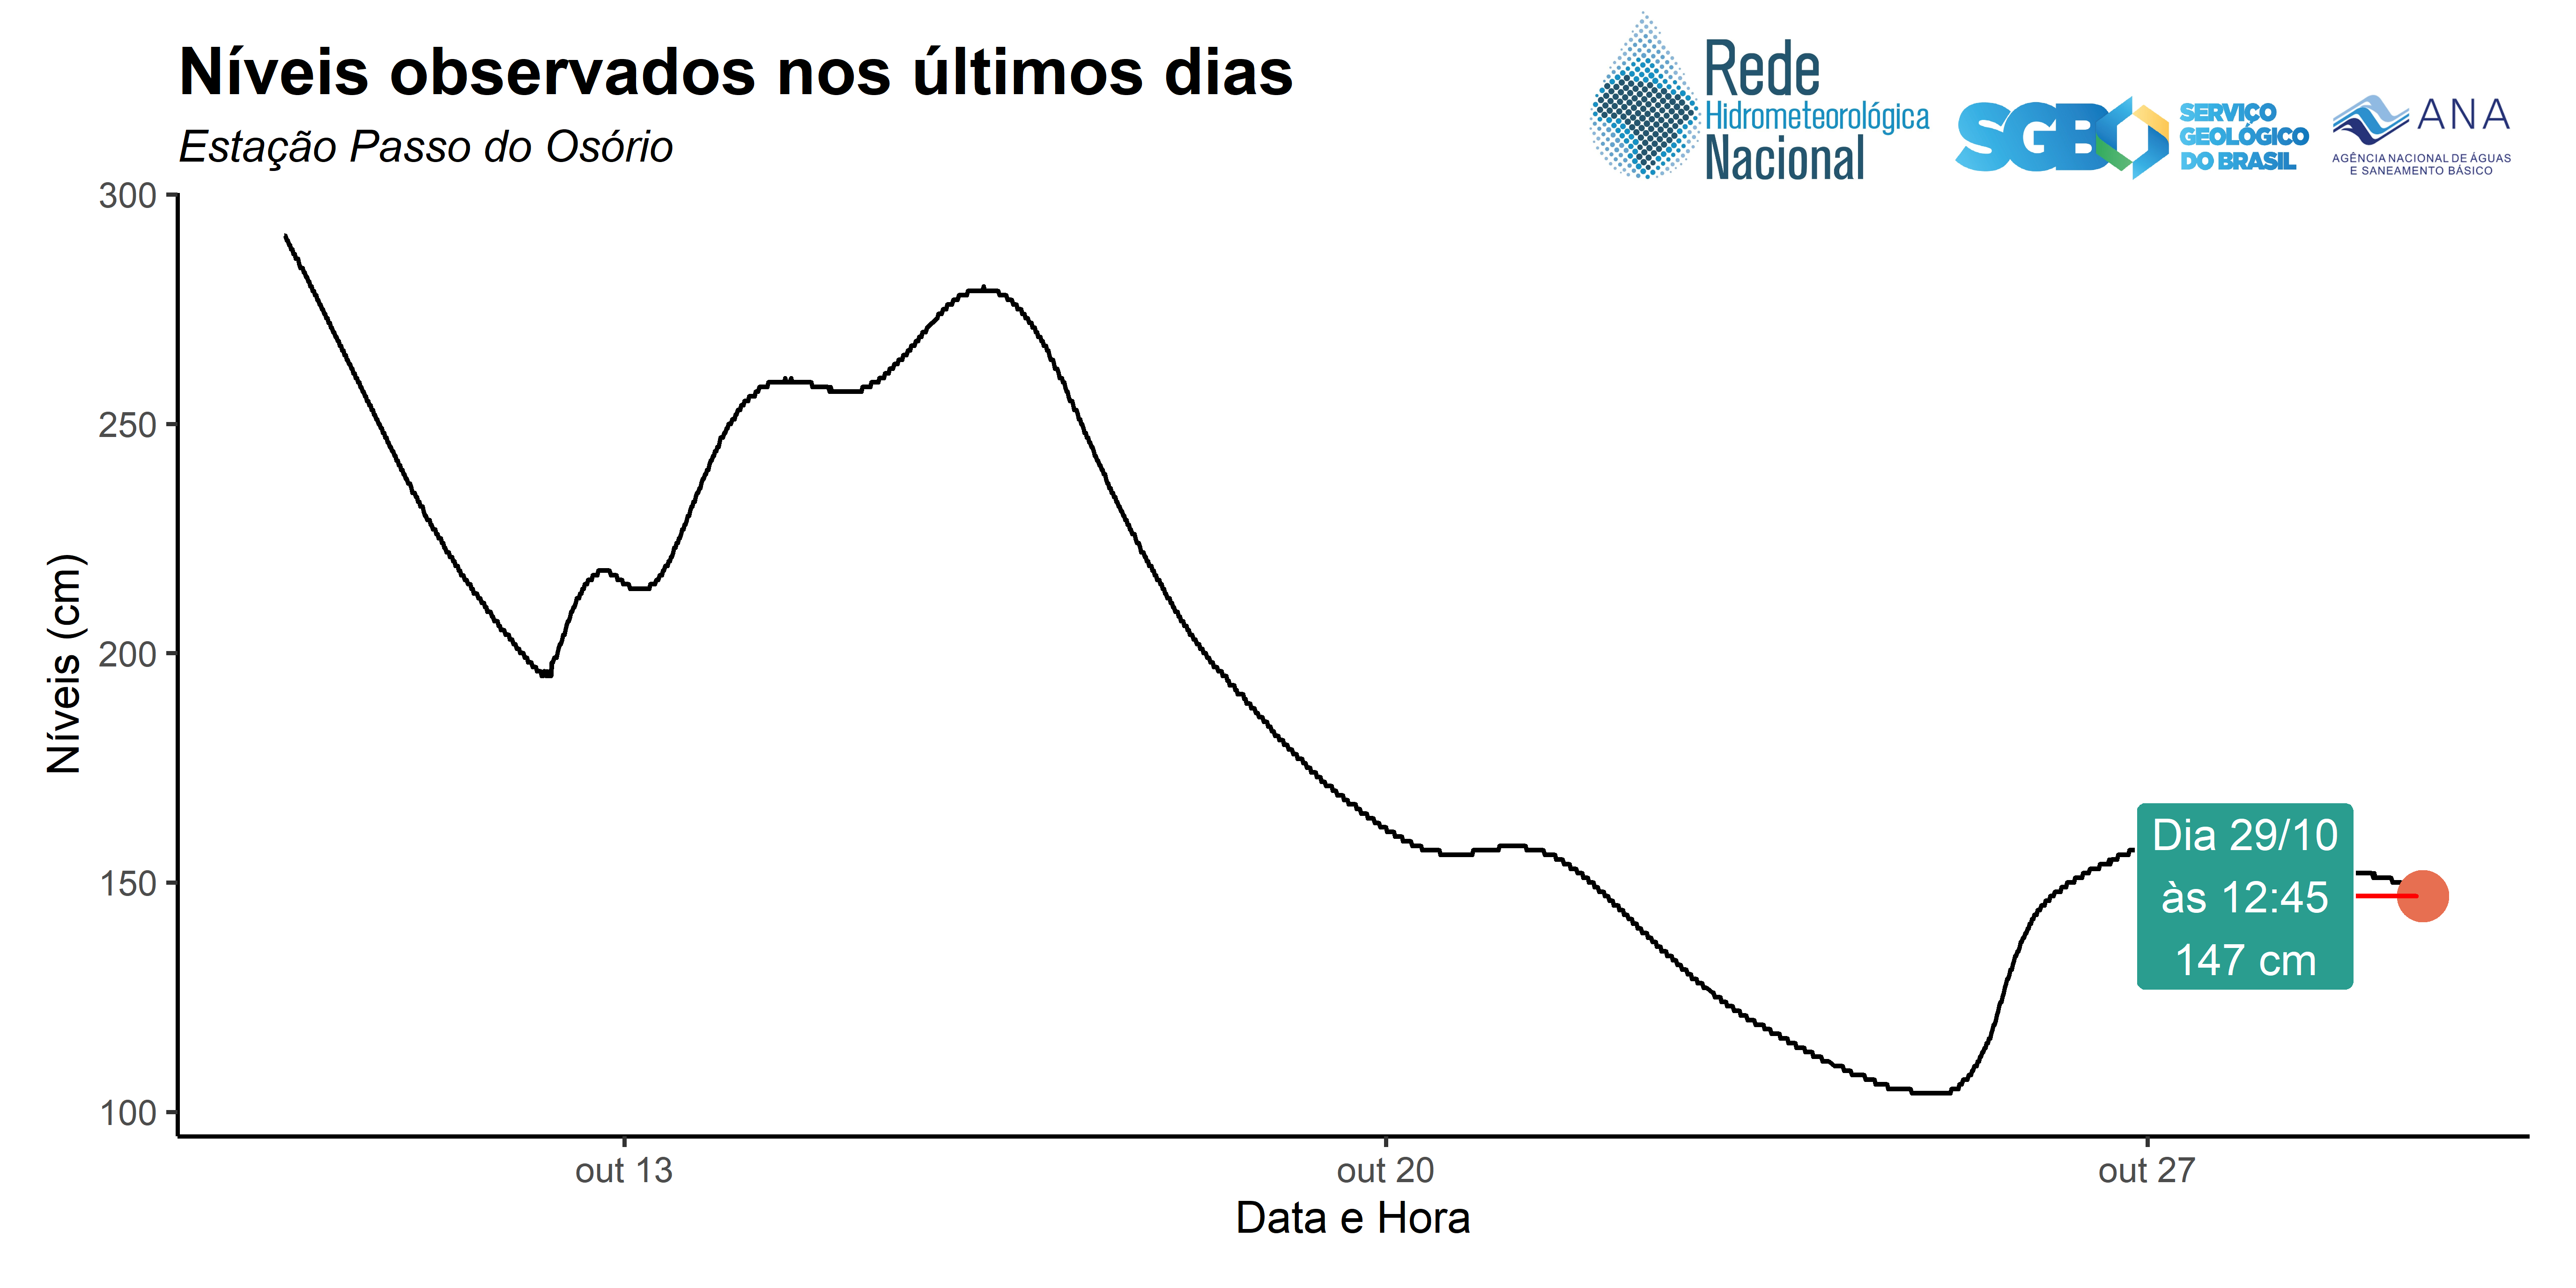 Níveis observados nos últimos dias
Estação Passo do Osório
Rede
Hidrometeorológica
Nacional
SGB
SERVIÇO
GEOLÓGICO
DO BRASIL
ANA
AGÊNCIA NACIONAL DE ÁGUAS
E SANEAMENTO BÁSICO
Níveis (cm)
300
250
200
150
100
Dia 29/10
às 12:45
147 cm
out 13
out 20
out 27
Data e Hora